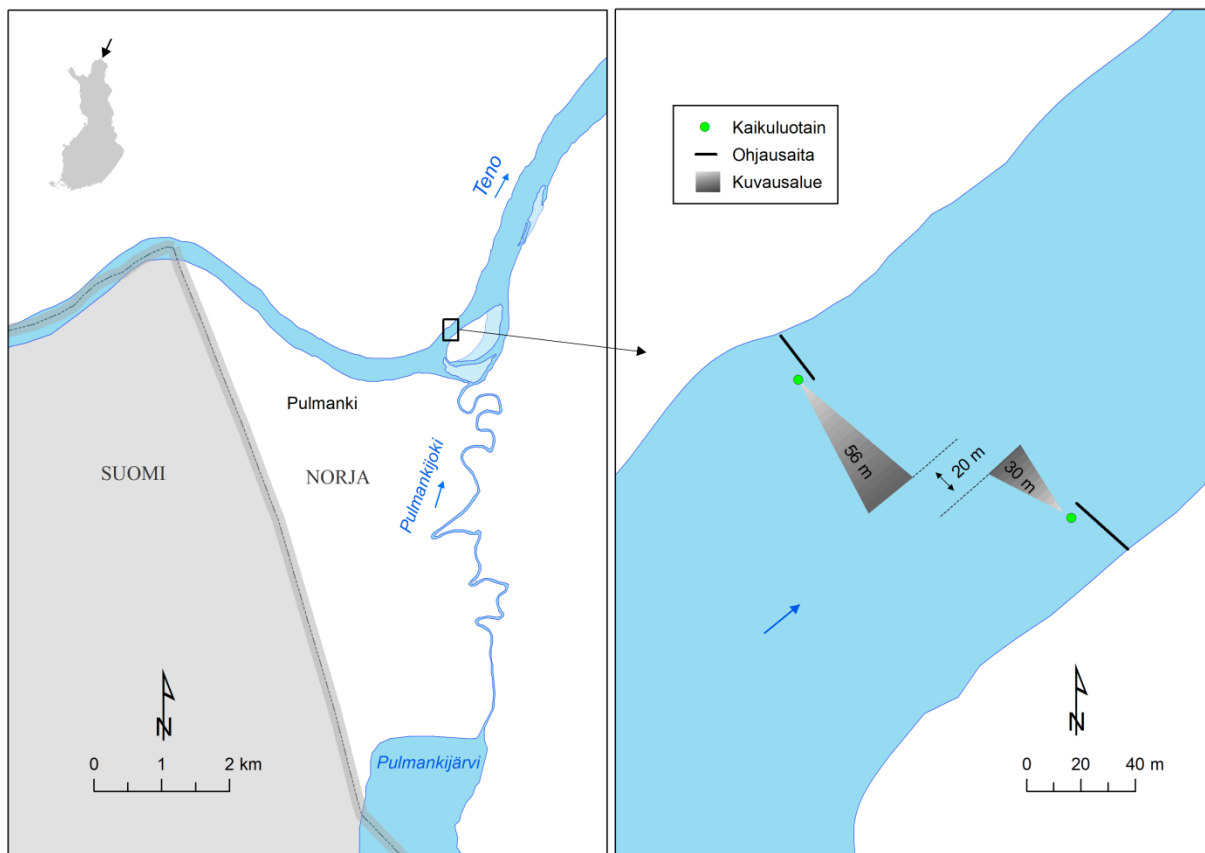 Teno
Pulmanki
SUOMI
NORJA
Pulmankijoki
Pulmankijärvi
N
0 1 2 km
Kaikuluotain
Ohjausaita
Kuvausalue
56 m
20 m
30 m
N
0 20 40 m